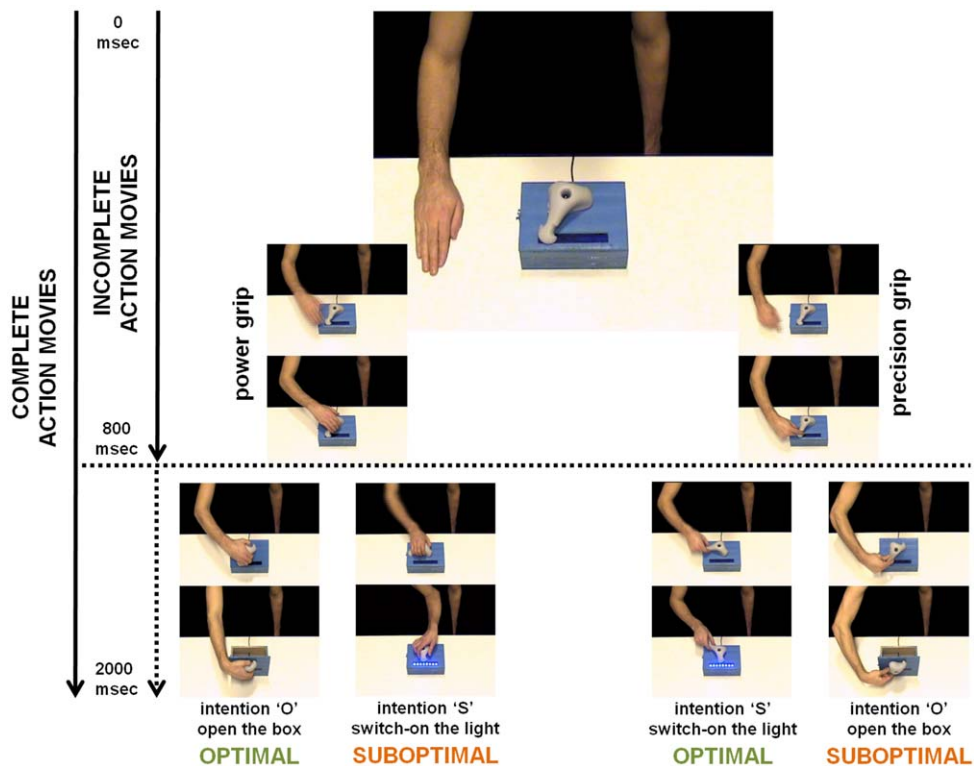 0
msec
COMPLETE
ACTION MOVIES
INCOMPLETE
ACTION MOVIES
power grip
precision grip
800
msec
2000
msec
intention ‘O’
open the box
OPTIMAL
intention ‘S’
switch-on the light
SUBOPTIMAL
intention ‘S’
switch-on the light
OPTIMAL
intention ‘O’
open the box
SUBOPTIMAL